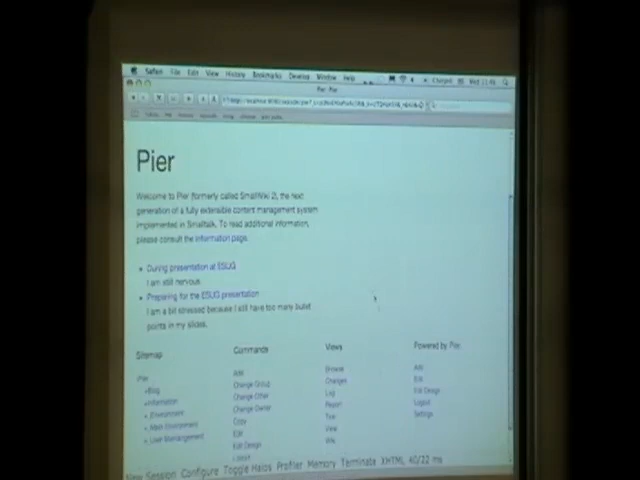 Safari File Edit View History Bookmarks Develop Window Help
Pier
Welcome to Pier (formerly called SmallWiki 2), the next
generation of a fully extensible content management system
implemented in Smalltalk. To read additional information,
please consult the information page.
During presentation at ESUG
I am still nervous.
Preparing for the ESUG presentation
I am a bit stressed because I still have too many bullet
points in my slides.
Sitemap
Pier
Blog
Information
Environment
Main Environment
User Management
Commands
Add
Change Group
Change Other
Change Owner
Copy
Edit
Edit Design
Views
Browse
Changes
Log
Report
Text
View
Wiki
Powered by Pier
Add
Edit
Edit Design
Logout
Settings
New Session Configure Toggle Halos Profiler Memory Terminate XHTML 40/22 ms